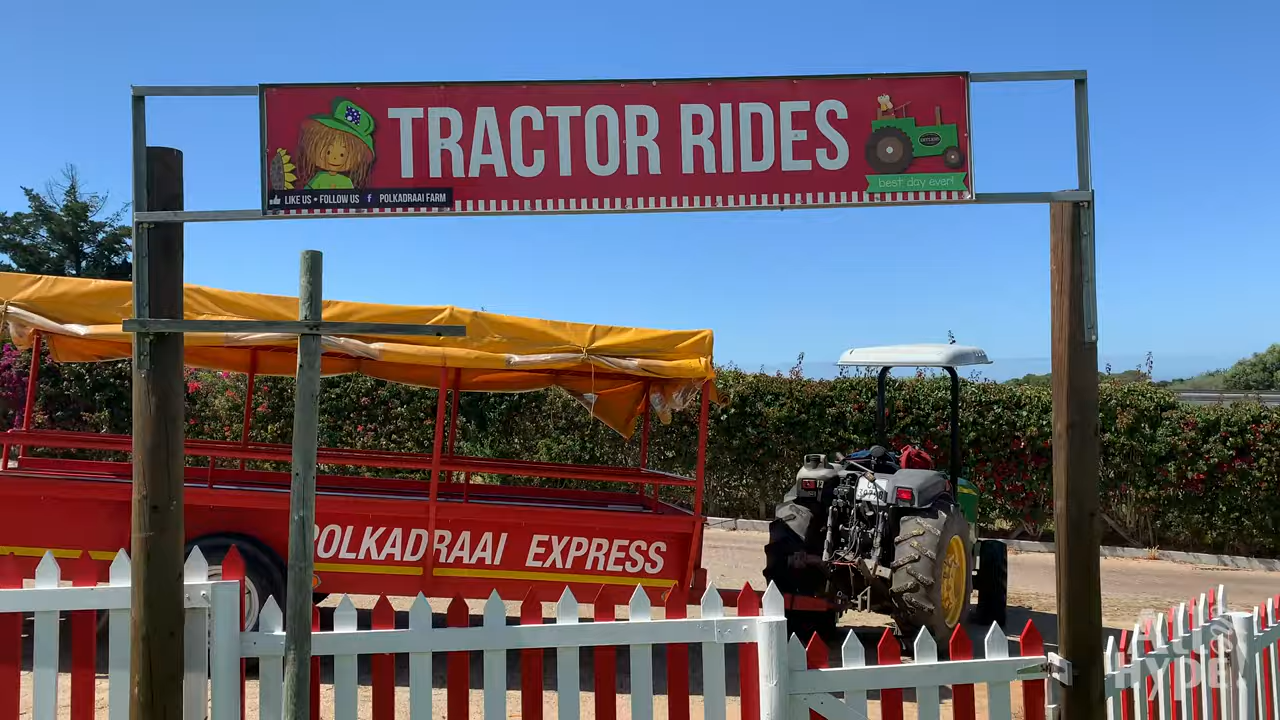 TRACTOR RIDES
best day ever!
LIKE US • FOLLOW US f POLKADRAAI FARM
POLKADRAAI EXPRESS